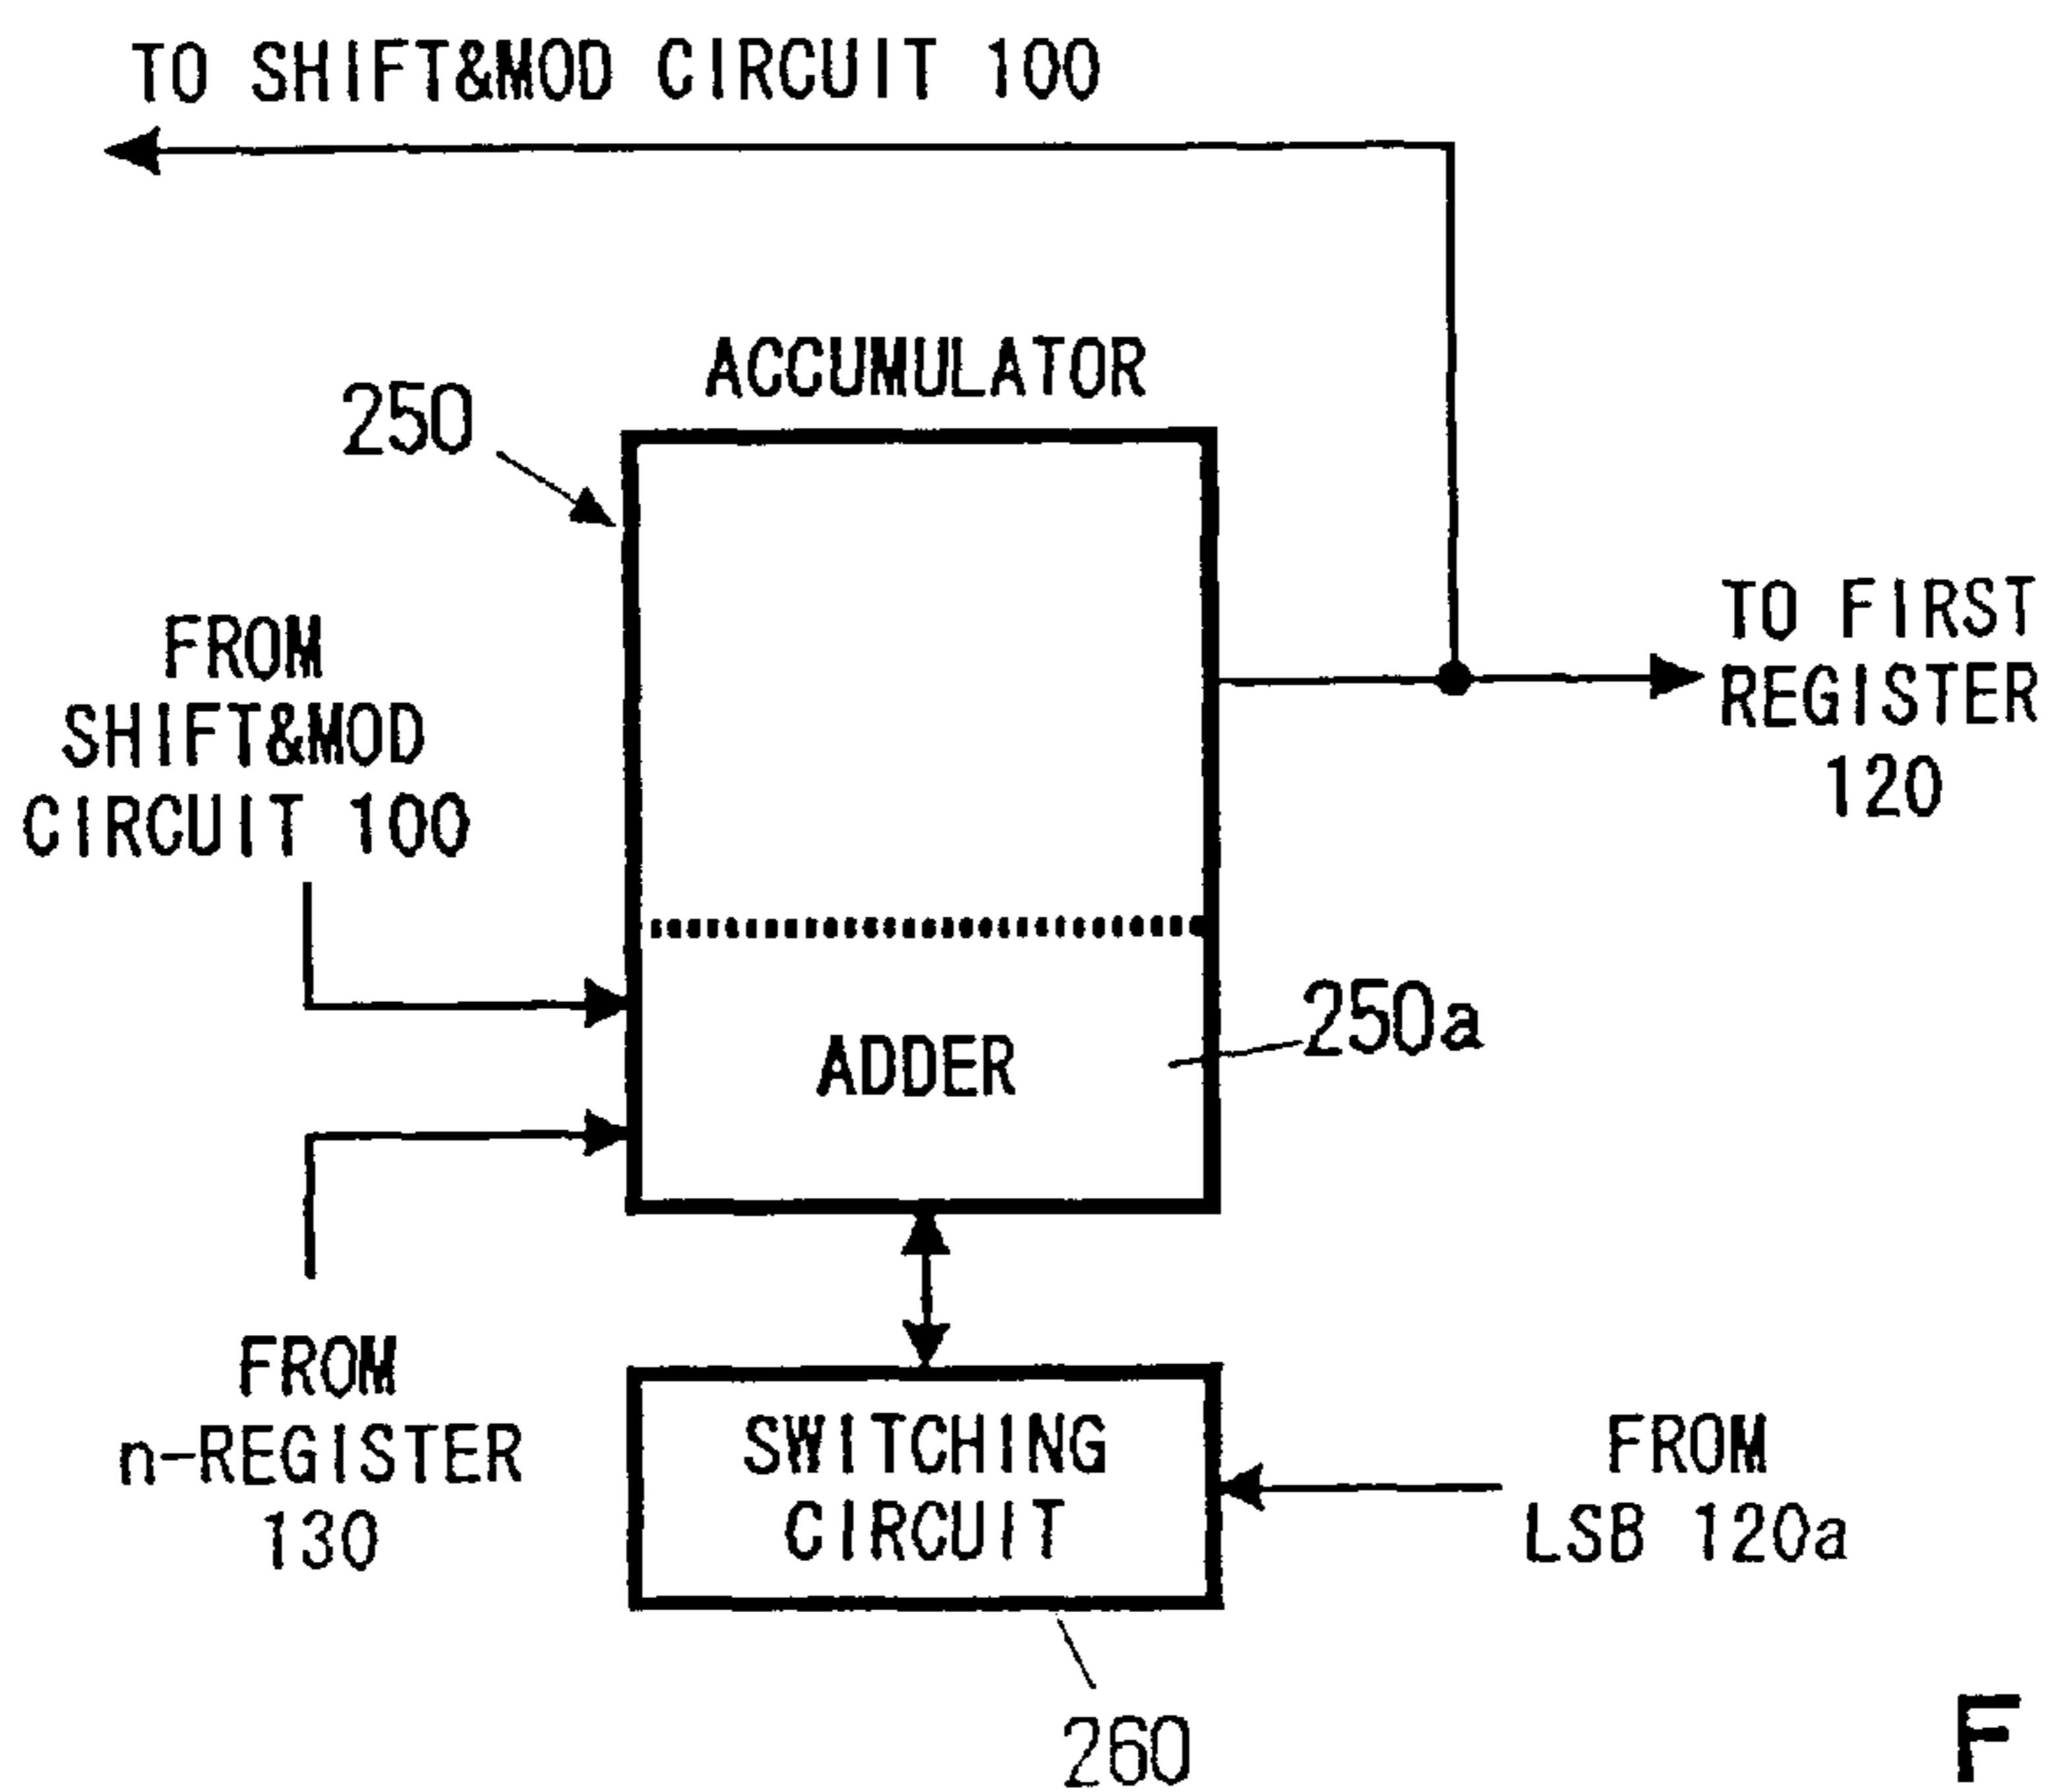 TO SHIFT&MOD CIRCUIT 100
ACCUMULATOR
250
FROM
SHIFT&MOD
CIRCUIT 100
TO FIRST
REGISTER
120
ADDER
250a
FROM
n-REGISTER
130
SWITCHING
CIRCUIT
FROM
LSB 120a
260
F